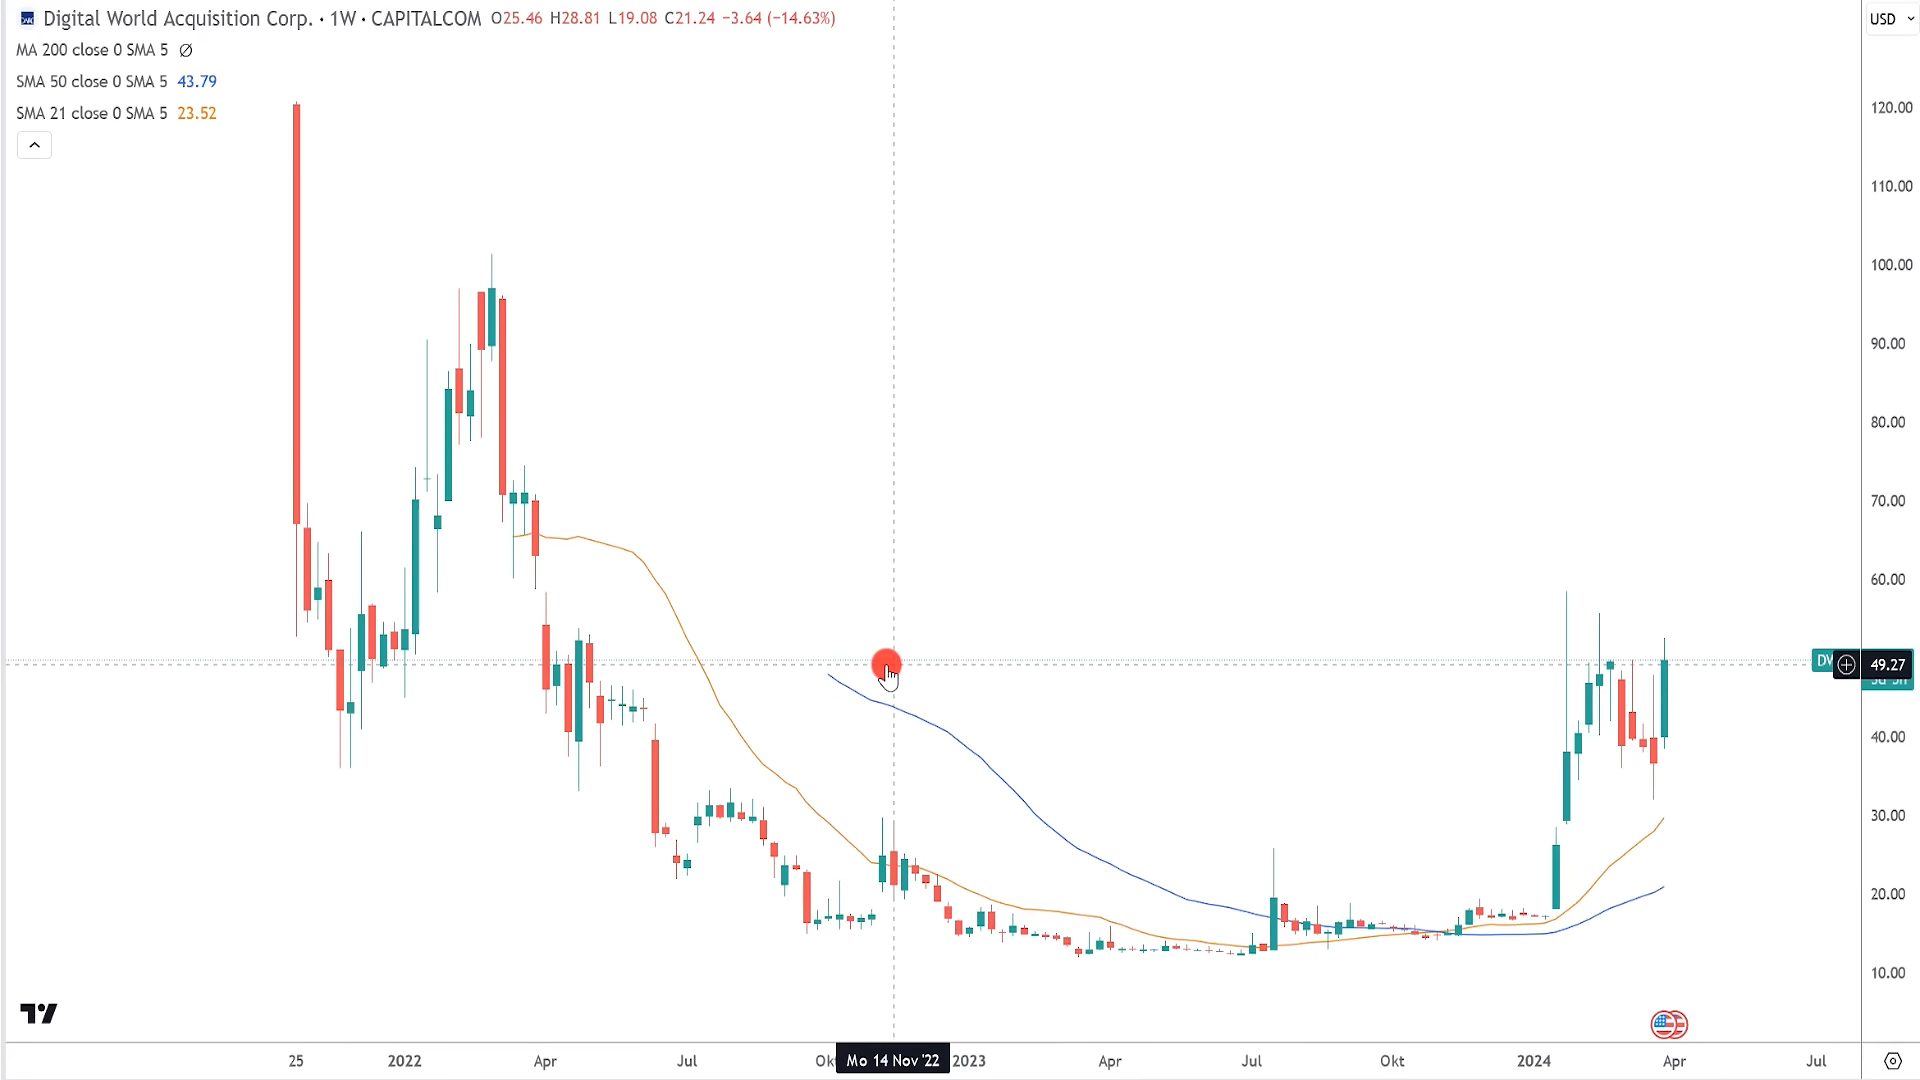 Digital World Acquisition Corp. · 1W · CAPITALCOM O25.46 H28.81 L19.08 C21.24 −3.64 (−14.63%)
USD
MA 200 close 0 SMA 5 Ø
SMA 50 close 0 SMA 5 43.79
SMA 21 close 0 SMA 5 23.52
120.00
110.00
100.00
90.00
80.00
70.00
60.00
49.27
40.00
30.00
20.00
10.00
25 2022 Apr Jul Mo 14 Nov '22 2023 Apr Jul Okt 2024 Apr Jul